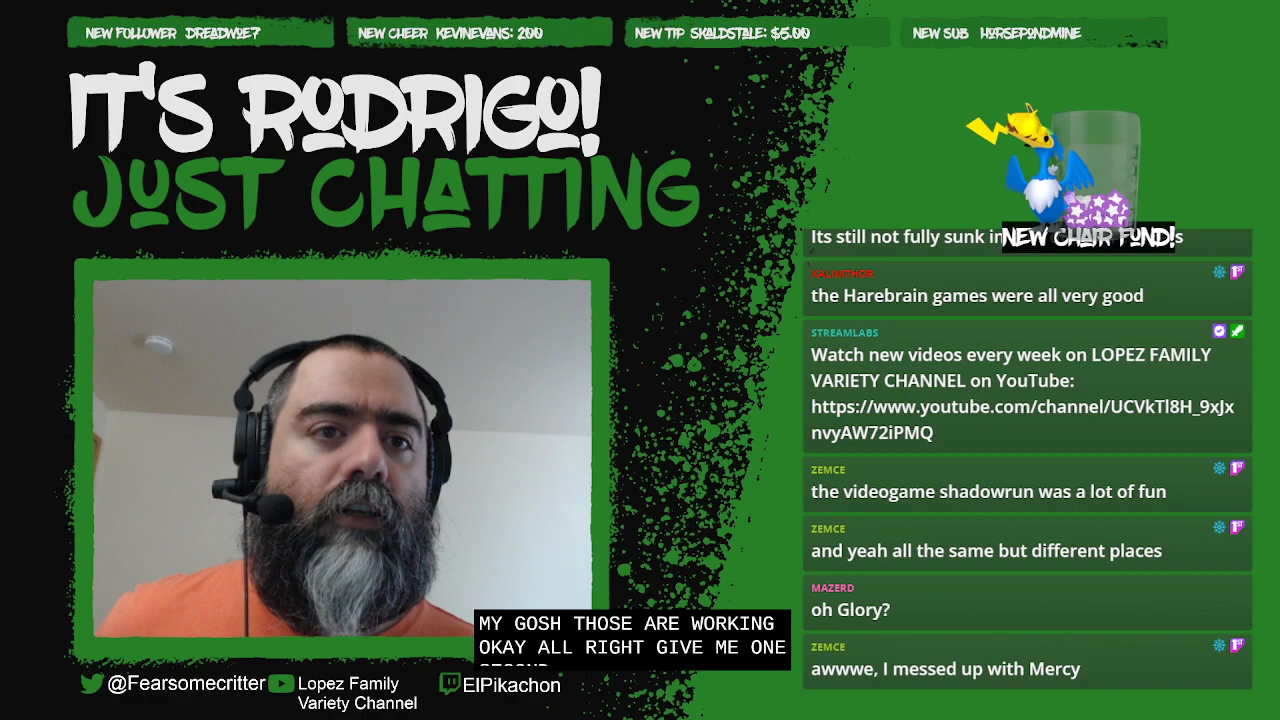 NEW FOLLOWER DREADWOE7
NEW CHEER KEVINEVANS: 200
NEW TIP SKALDSTALE: $5.00
NEW SUB HORSEPONDMINE
IT'S RODRIGO!
JUST CHATTING
Its still not fully sunk in
NEW CHAIR FUND!
KAUMTHOR
the Harebrain games were all very good
STREAMLABS
Watch new videos every week on LOPEZ FAMILY
VARIETY CHANNEL on YouTube:
https://www.youtube.com/channel/UCVkTl8H_9xJx
nvyAW72iPMQ
ZEMCE
the videogame shadowrun was a lot of fun
ZEMCE
and yeah all the same but different places
MAZERD
oh Glory?
ZEMCE
awwwe, I messed up with Mercy
MY GOSH THOSE ARE WORKING
OKAY ALL RIGHT GIVE ME ONE
@Fearsomecritter
Lopez Family
Variety Channel
ElPikachon